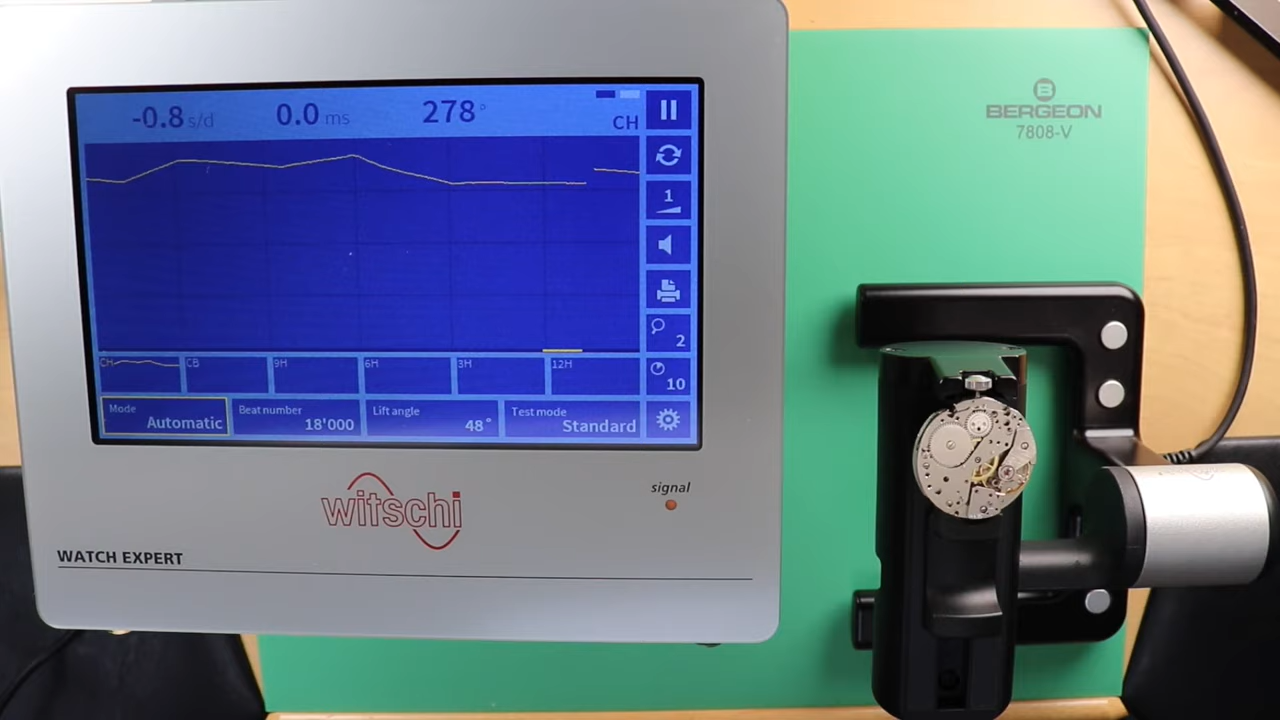 -0.8 s/d 0.0 ms 278°
CH
1
2
10
CH CB 9H 6H 3H 12H
Mode
Automatic
Beat number
18'000
Lift angle
48°
Test mode
Standard
witschi
signal
WATCH EXPERT
B
BERGEON
7808-V